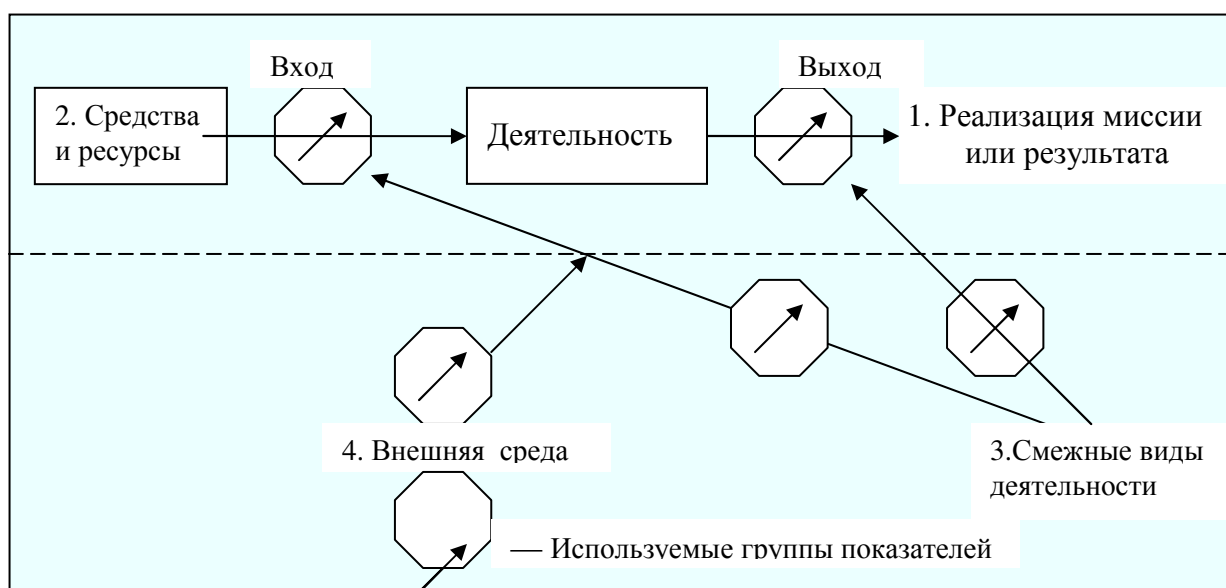 Вход
Выход
2. Средства
и ресурсы
Деятельность
1. Реализация миссии
или результата
4. Внешняя среда
3.Смежные виды
деятельности
— Используемые группы показателей